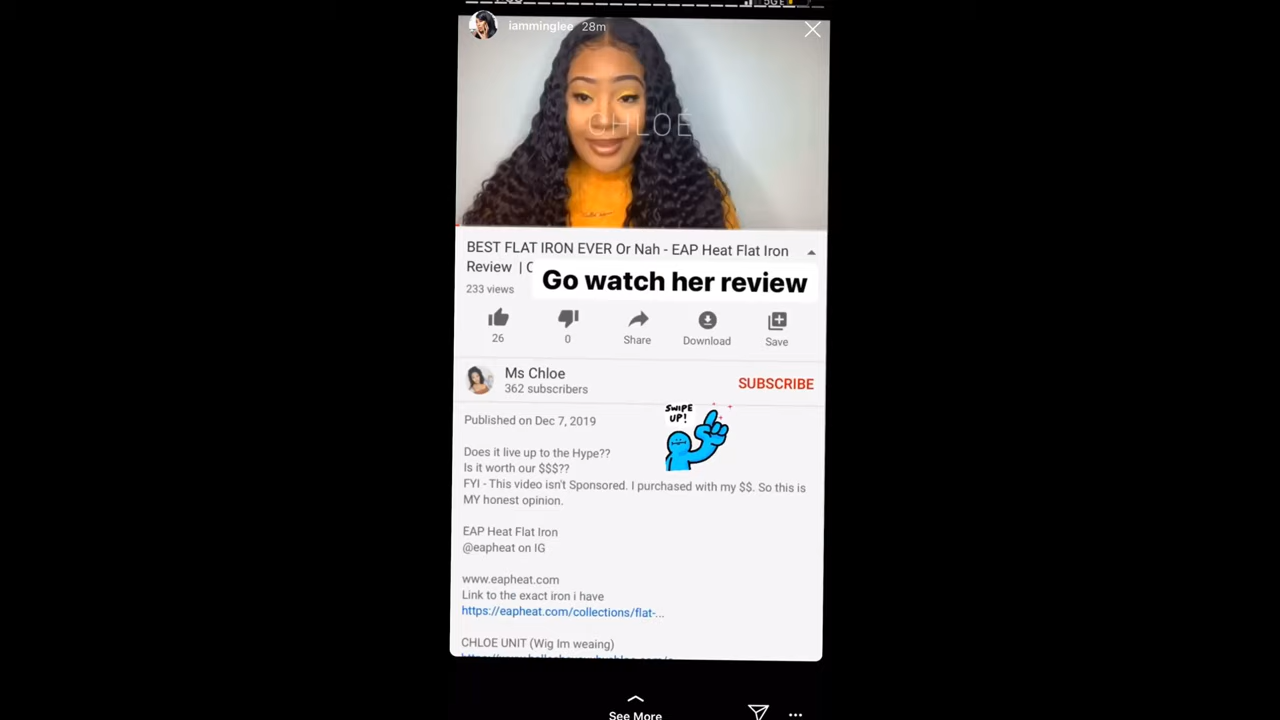 5GE
iamminglee 28m
CHLOÉ
BEST FLAT IRON EVER Or Nah - EAP Heat Flat Iron
Review | C
Go watch her review
233 views
26
0
Share
Download
Save
Ms Chloe
362 subscribers
SUBSCRIBE
SWIPE
UP!
Published on Dec 7, 2019
Does it live up to the Hype??
Is it worth our $$$??
FYI - This video isn't Sponsored. I purchased with my $$. So this is
MY honest opinion.
EAP Heat Flat Iron
@eapheat on IG
www.eapheat.com
Link to the exact iron i have
https://eapheat.com/collections/flat-...
CHLOE UNIT (Wig Im weaing)
See More